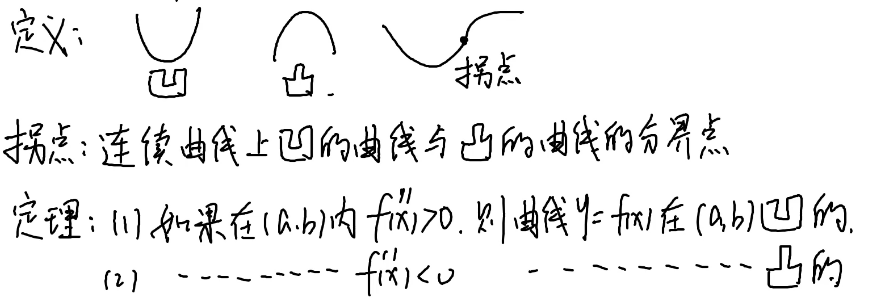 定义:
凹 凸. 拐点
拐点:连续曲线上凹的曲线与凸的曲线的分界点
定理:(1) 如果在(a.b)内 f''(x)>0. 则曲线y=f(x)在(a,b)凹的.
(2) --------- f''(x)<0 ---------- 凸的